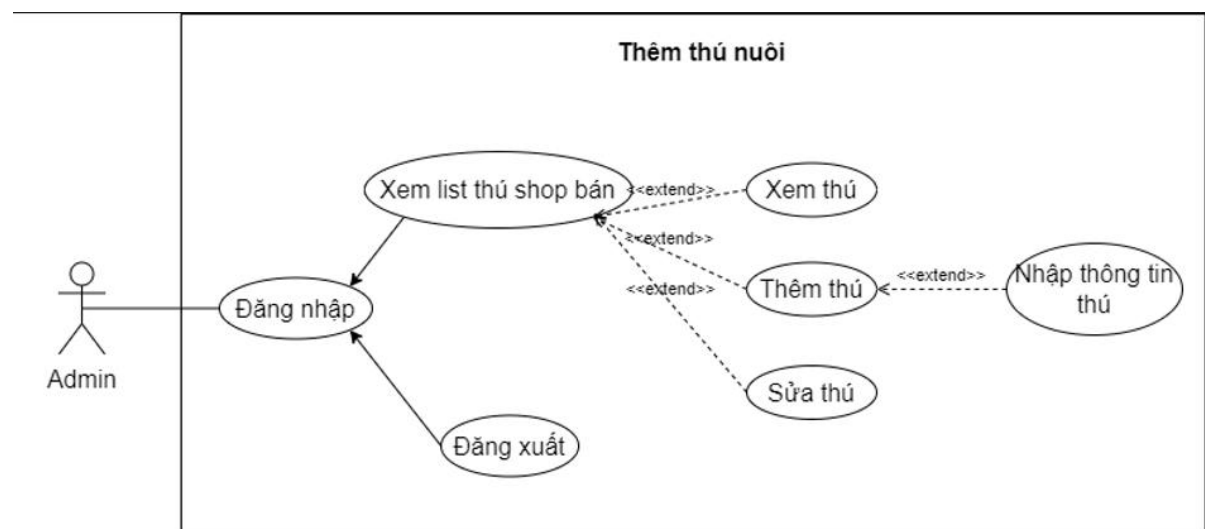 Thêm thú nuôi
Xem list thú shop bán
<<extend>>
Xem thú
<<extend>>
Thêm thú
<<extend>>
Nhập thông tin
thú
<<extend>>
Đăng nhập
Sửa thú
Admin
Đăng xuất